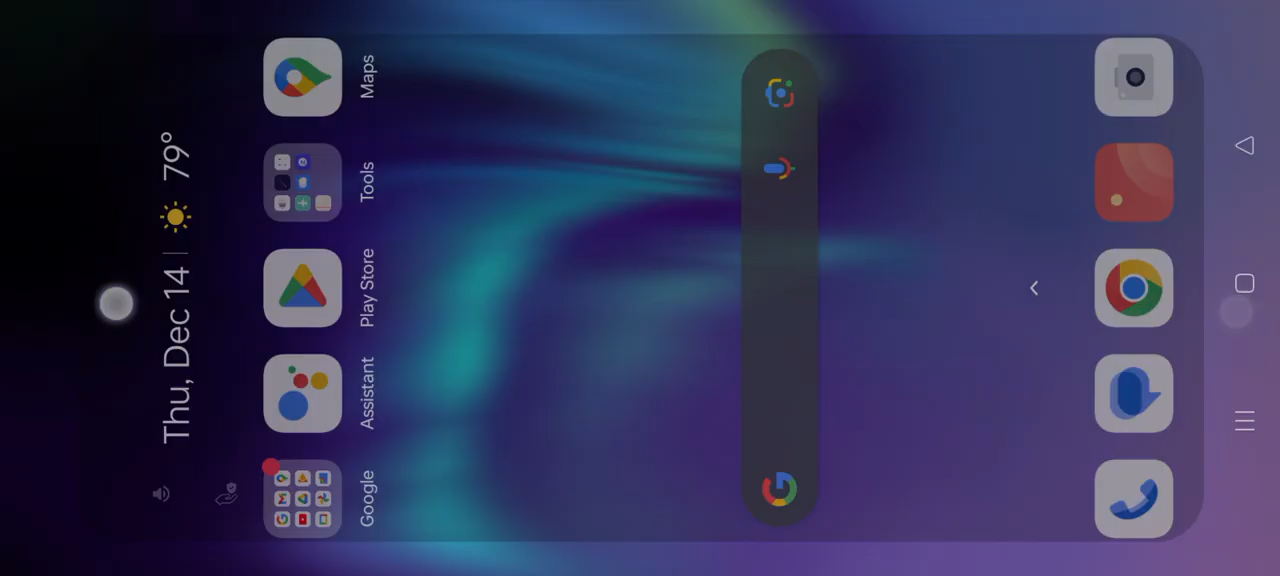 Thu, Dec 14 | 79°
Google
Assistant
Play Store
Tools
Maps